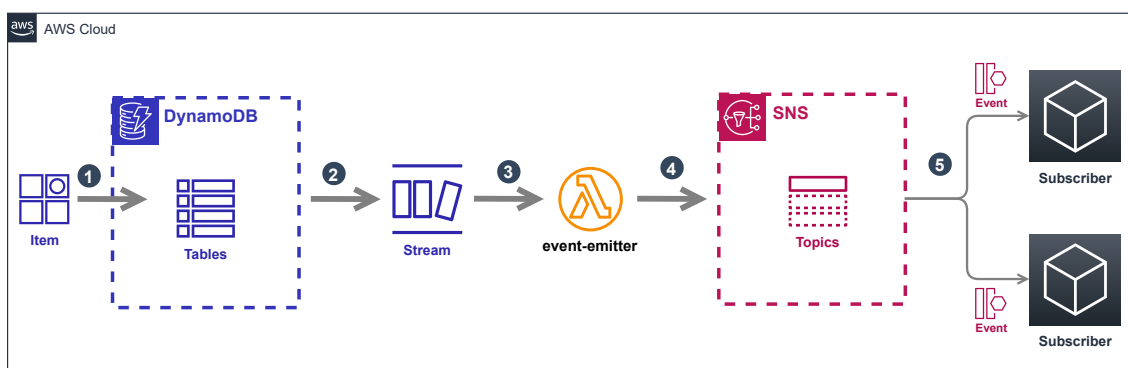 aws
AWS Cloud
DynamoDB
SNS
Event
1
2
3
4
5
Subscriber
Item
Tables
Stream
event-emitter
Topics
Event
Subscriber